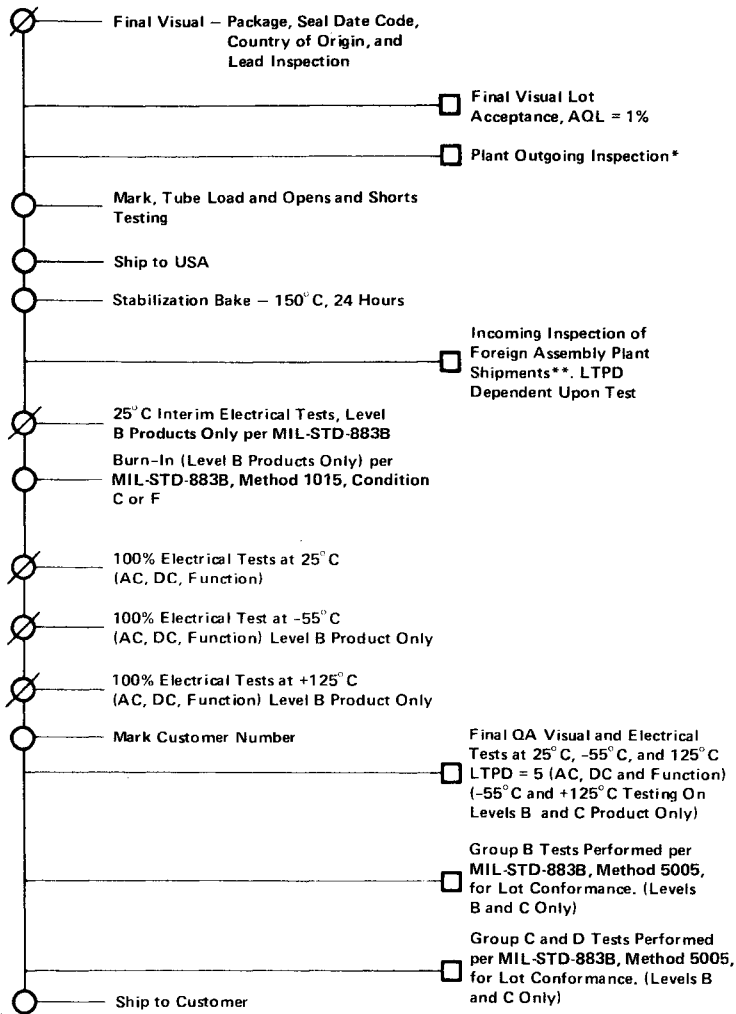 Final Visual – Package, Seal Date Code,
Country of Origin, and
Lead Inspection
Final Visual Lot
Acceptance, AQL = 1%
Plant Outgoing Inspection*
Mark, Tube Load and Opens and Shorts
Testing
Ship to USA
Stabilization Bake – 150°C, 24 Hours
Incoming Inspection of
Foreign Assembly Plant
Shipments**. LTPD
Dependent Upon Test
25°C Interim Electrical Tests, Level
B Products Only per MIL-STD-883B
Burn-In (Level B Products Only) per
MIL-STD-883B, Method 1015, Condition
C or F
100% Electrical Tests at 25°C
(AC, DC, Function)
100% Electrical Test at -55°C
(AC, DC, Function) Level B Product Only
100% Electrical Tests at +125°C
(AC, DC, Function) Level B Product Only
Mark Customer Number
Final QA Visual and Electrical
Tests at 25°C, -55°C, and 125°C
LTPD = 5 (AC, DC and Function)
(-55°C and +125°C Testing On
Levels B and C Product Only)
Group B Tests Performed per
MIL-STD-883B, Method 5005,
for Lot Conformance. (Levels
B and C Only)
Group C and D Tests Performed
per MIL-STD-883B, Method 5005,
for Lot Conformance. (Levels B
and C Only)
Ship to Customer